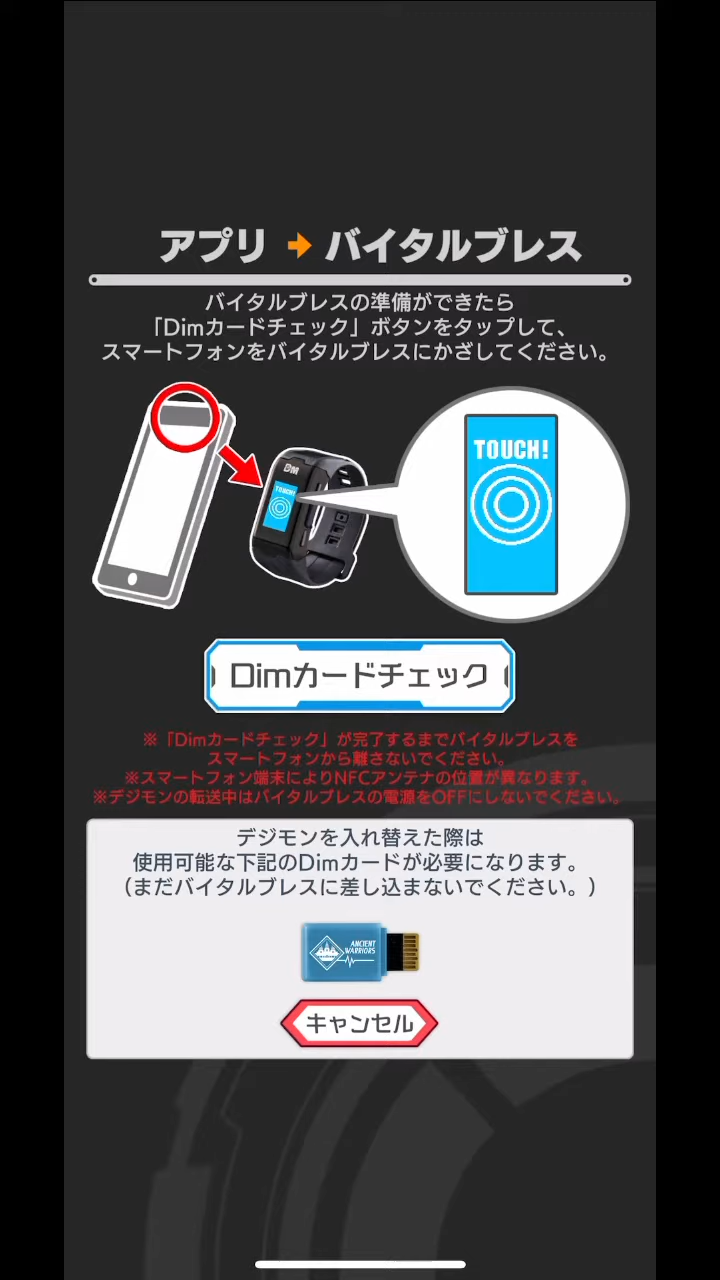 アプリ ➡ バイタルブレス
バイタルブレスの準備ができたら
「Dimカードチェック」ボタンをタップして、
スマートフォンをバイタルブレスにかざしてください。
TOUCH!
DM
TOUCH!
Dimカードチェック
※「Dimカードチェック」が完了するまでバイタルブレスを
スマートフォンから離さないでください。
※スマートフォン端末によりNFCアンテナの位置が異なります。
※デジモンの転送中はバイタルブレスの電源をOFFにしないでください。
デジモンを入れ替えた際は
使用可能な下記のDimカードが必要になります。
（まだバイタルブレスに差し込まないでください。）
ANCIENT
WARRIORS
キャンセル